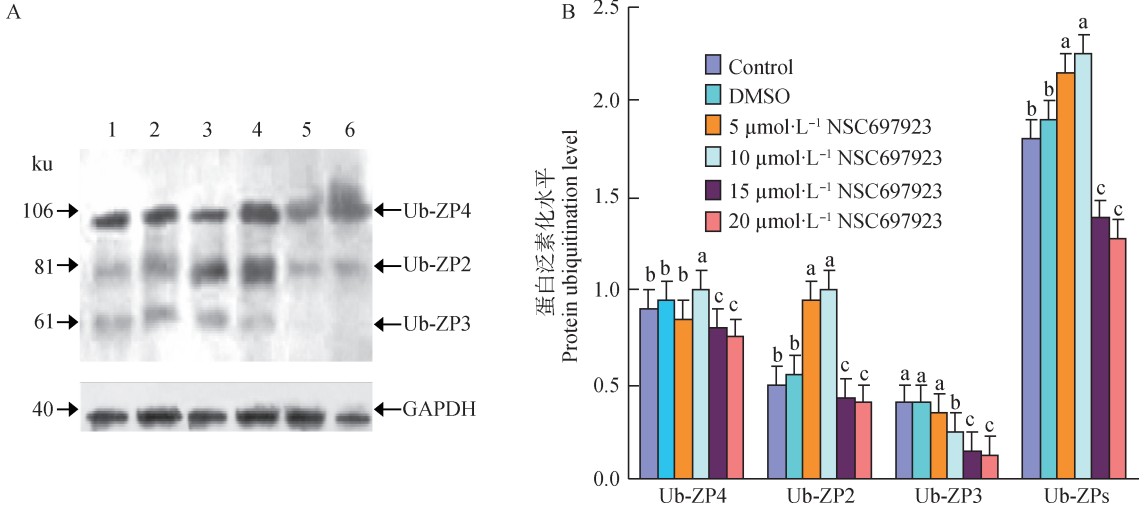 A
1 2 3 4 5 6
ku
106 Ub-ZP4
81 Ub-ZP2
61 Ub-ZP3
40 GAPDH
B
蛋白泛素化水平
Protein ubiquitination level
2.5
2.0
1.5
1.0
0.5
0.0
Control
DMSO
5 μmol·L⁻¹ NSC697923
10 μmol·L⁻¹ NSC697923
15 μmol·L⁻¹ NSC697923
20 μmol·L⁻¹ NSC697923
b b b a c c
b b a a c c
a a a b c c
b b a a c c
Ub-ZP4 Ub-ZP2 Ub-ZP3 Ub-ZPs